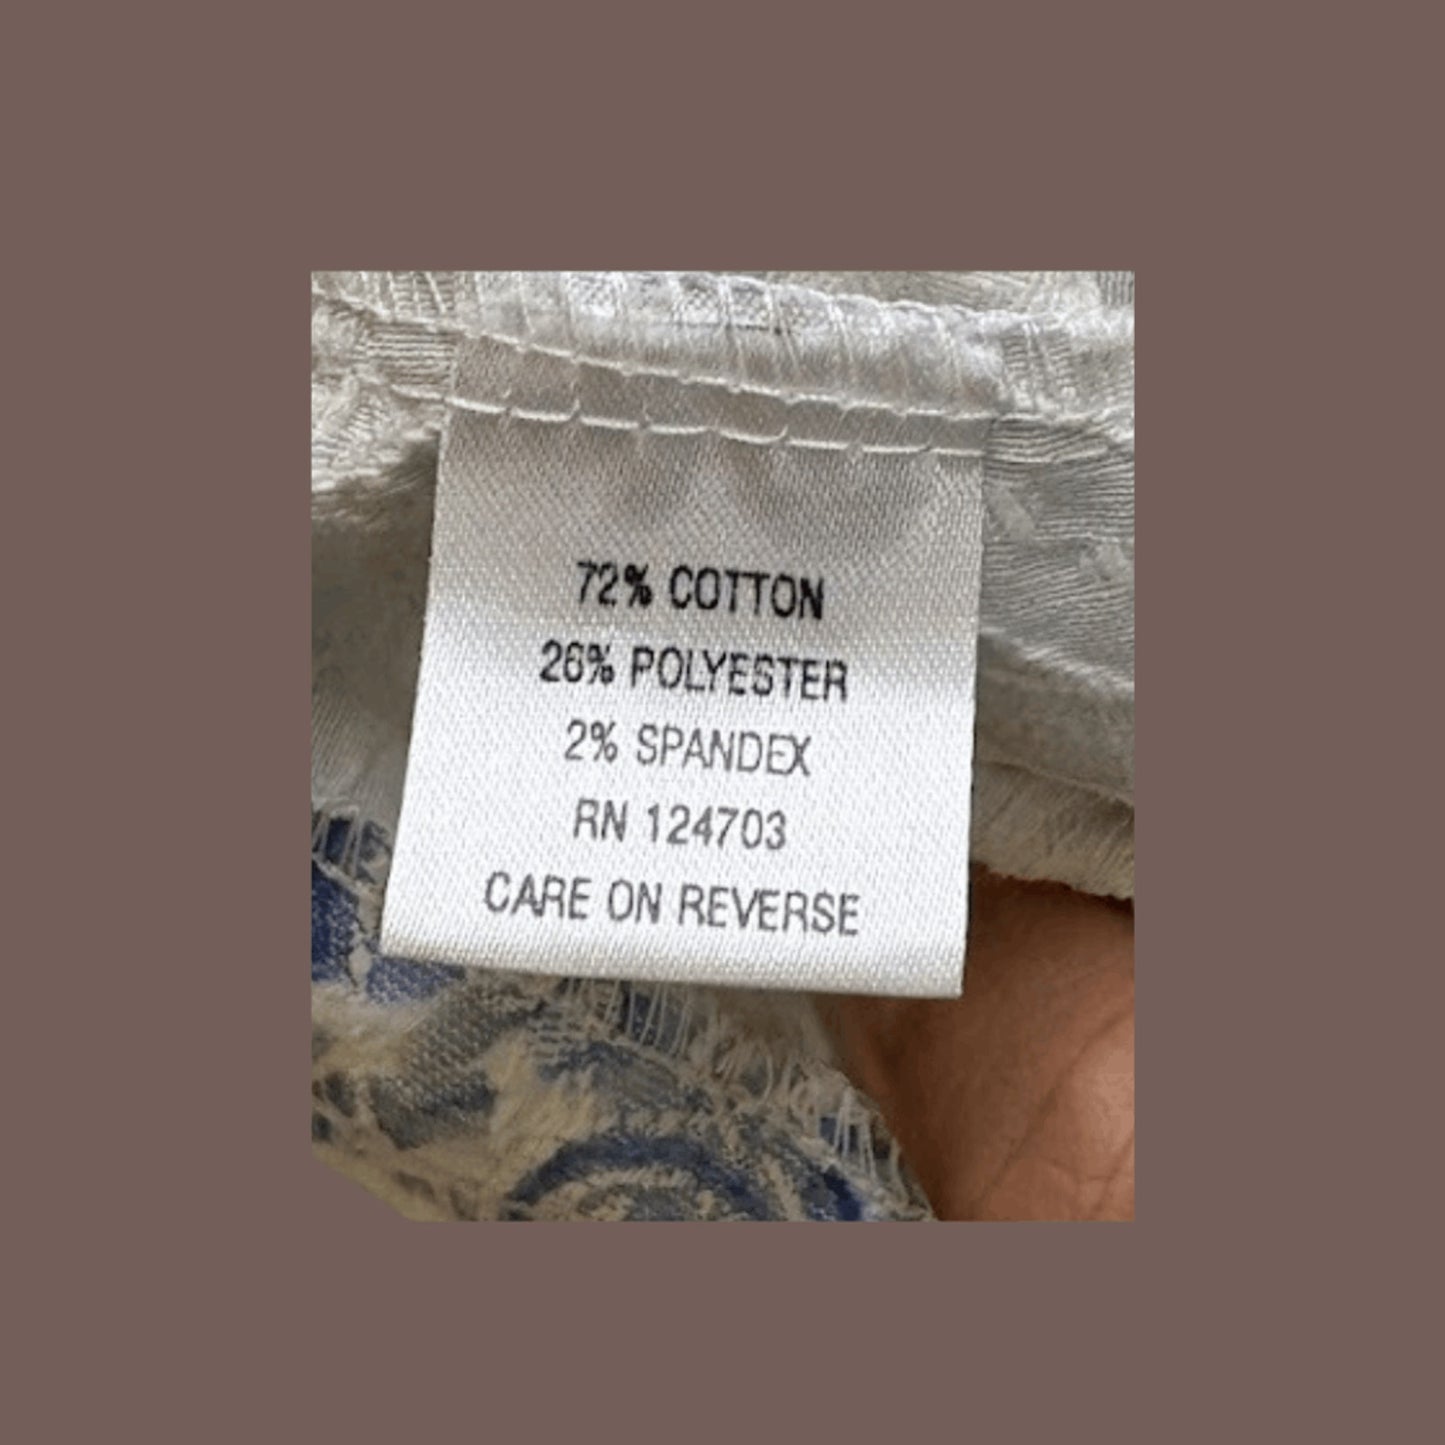 72% COTTON
26% POLYESTER
2% SPANDEX
RN 124703
CARE ON REVERSE